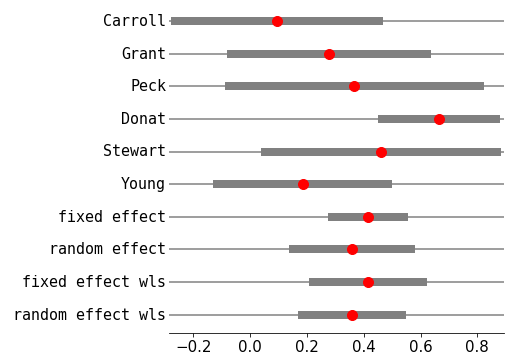 Carroll
Grant
Peck
Donat
Stewart
Young
fixed effect
random effect
fixed effect wls
random effect wls
−0.2 0.0 0.2 0.4 0.6 0.8